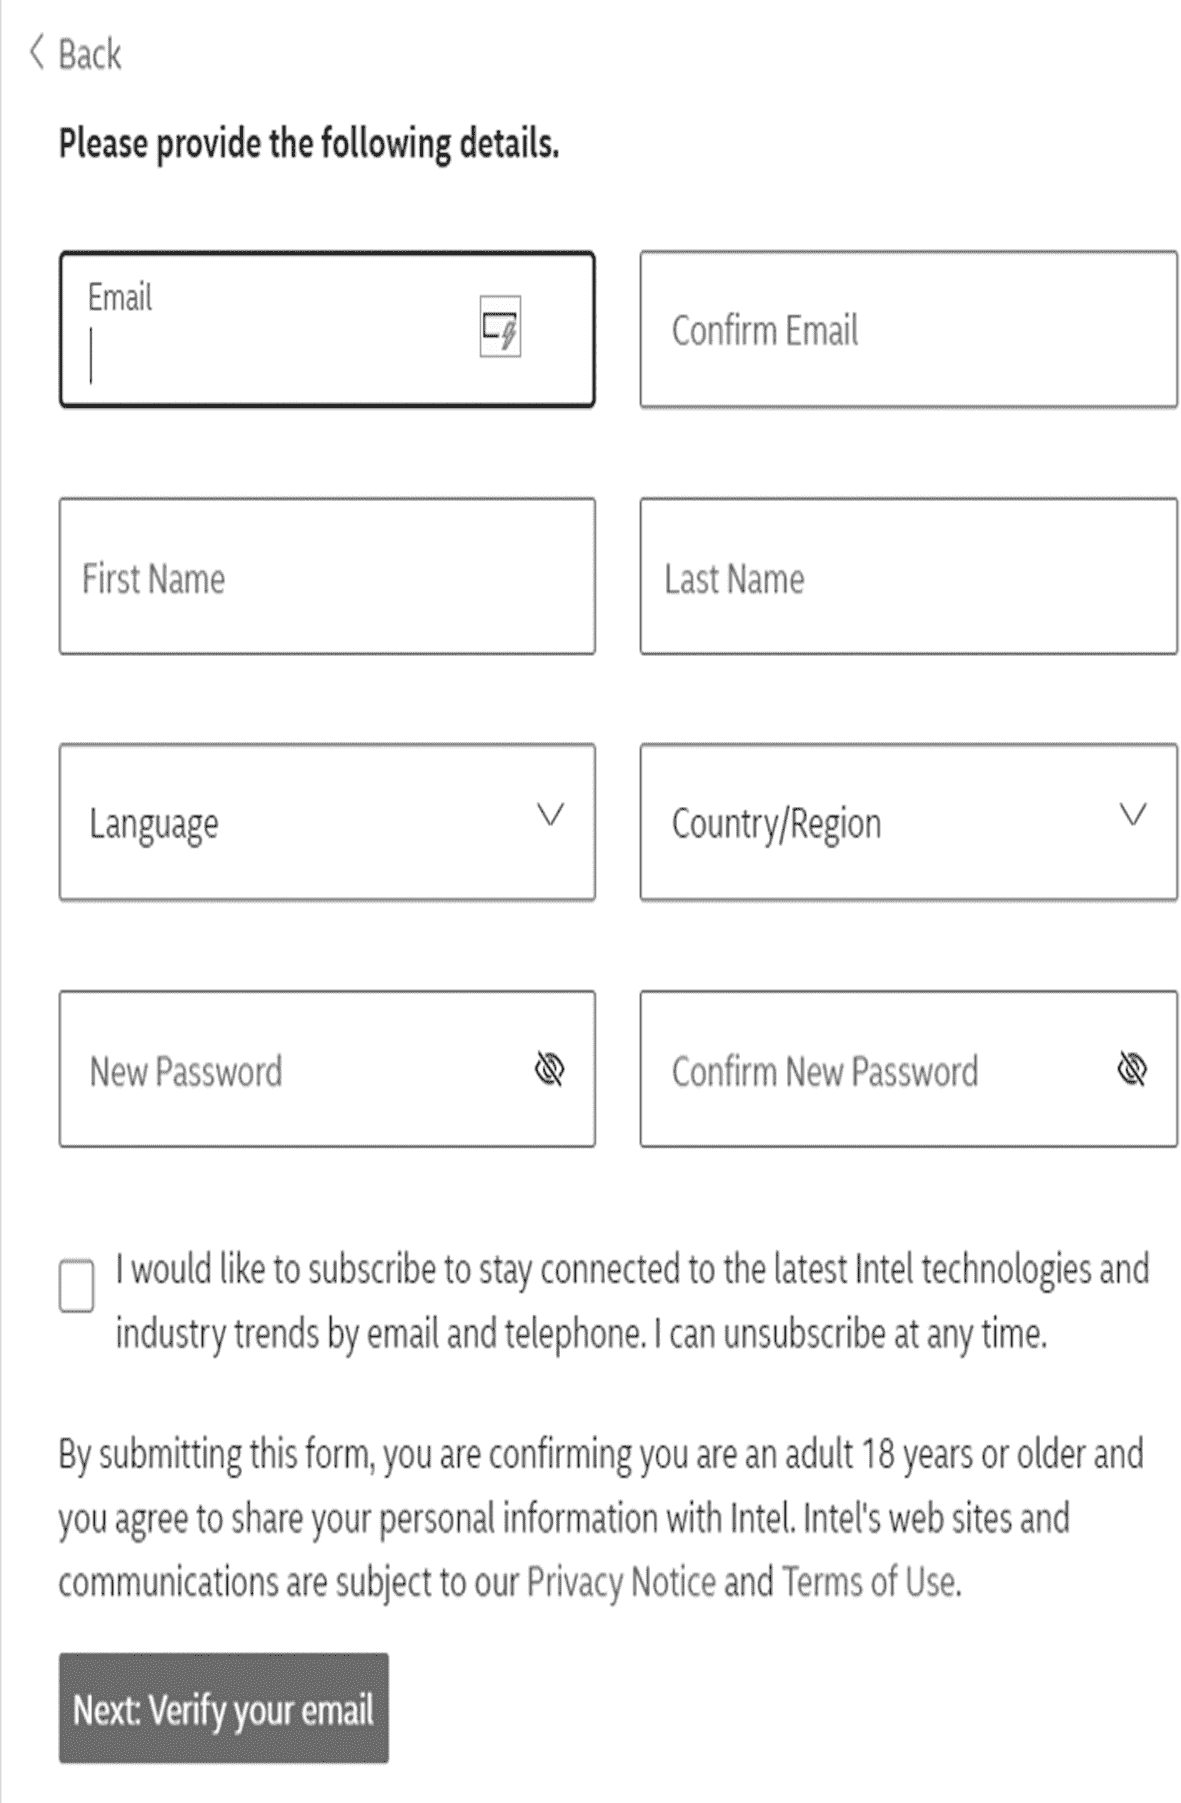 Back
Please provide the following details.
Email
Confirm Email
First Name
Last Name
Language
Country/Region
New Password
Confirm New Password
I would like to subscribe to stay connected to the latest Intel technologies and
industry trends by email and telephone. I can unsubscribe at any time.
By submitting this form, you are confirming you are an adult 18 years or older and
you agree to share your personal information with Intel. Intel's web sites and
communications are subject to our Privacy Notice and Terms of Use.
Next: Verify your email